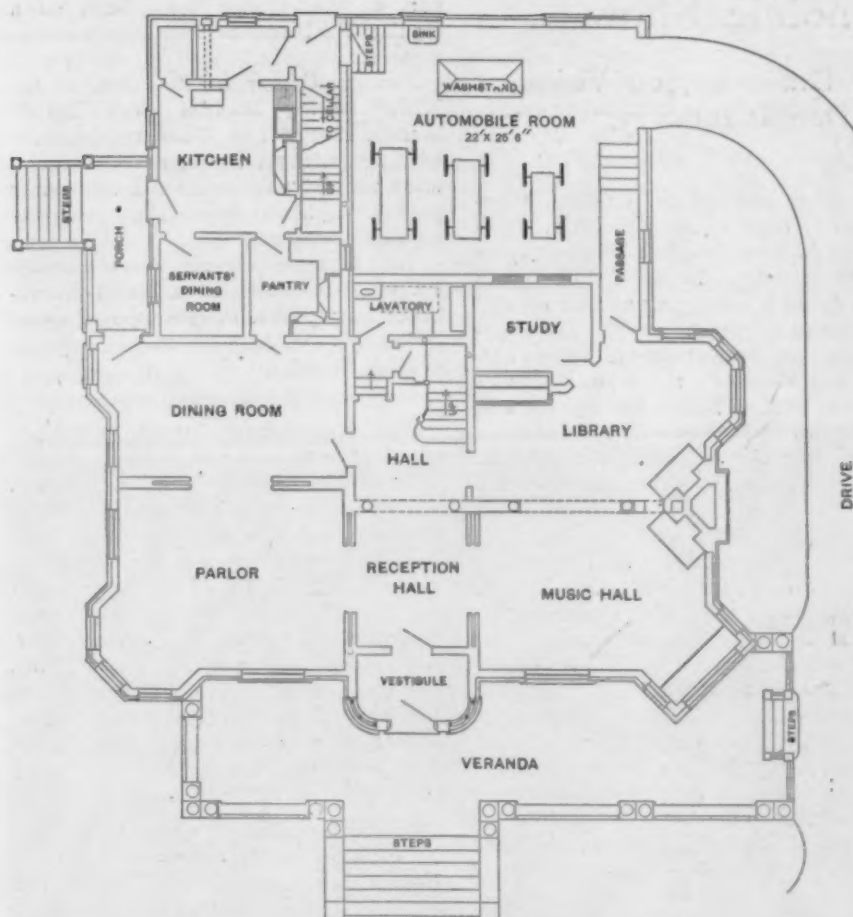 KITCHEN
TO CELLAR
UP
STEPS
SINK
WASHSTAND
AUTOMOBILE ROOM
22' X 25' 6"
STEPS
PORCH
SERVANTS'
DINING
ROOM
PANTRY
LAVATORY
STUDY
PASSAGE
DINING ROOM
UP
HALL
LIBRARY
DRIVE
PARLOR
RECEPTION
HALL
MUSIC HALL
VESTIBULE
VERANDA
STEPS
STEPS